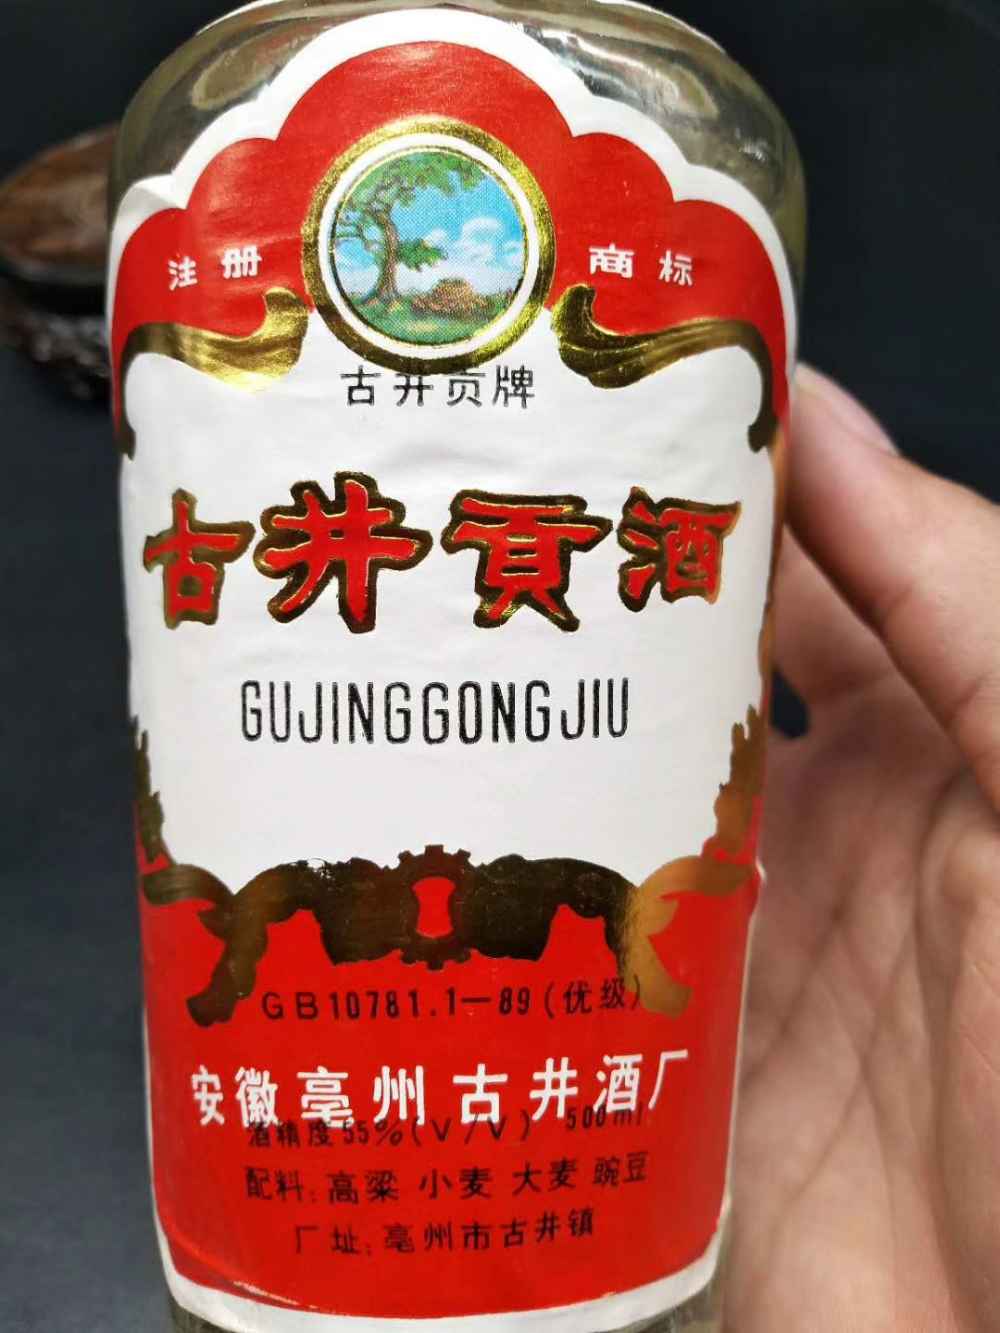 注册 商标
古井贡牌
古井贡酒
GUJINGGONGJIU
GB10781.1—89(优级)
安徽亳州古井酒厂
酒精度55%(V/V) 500ml
配料:高粱 小麦 大麦 豌豆
厂址:亳州市古井镇